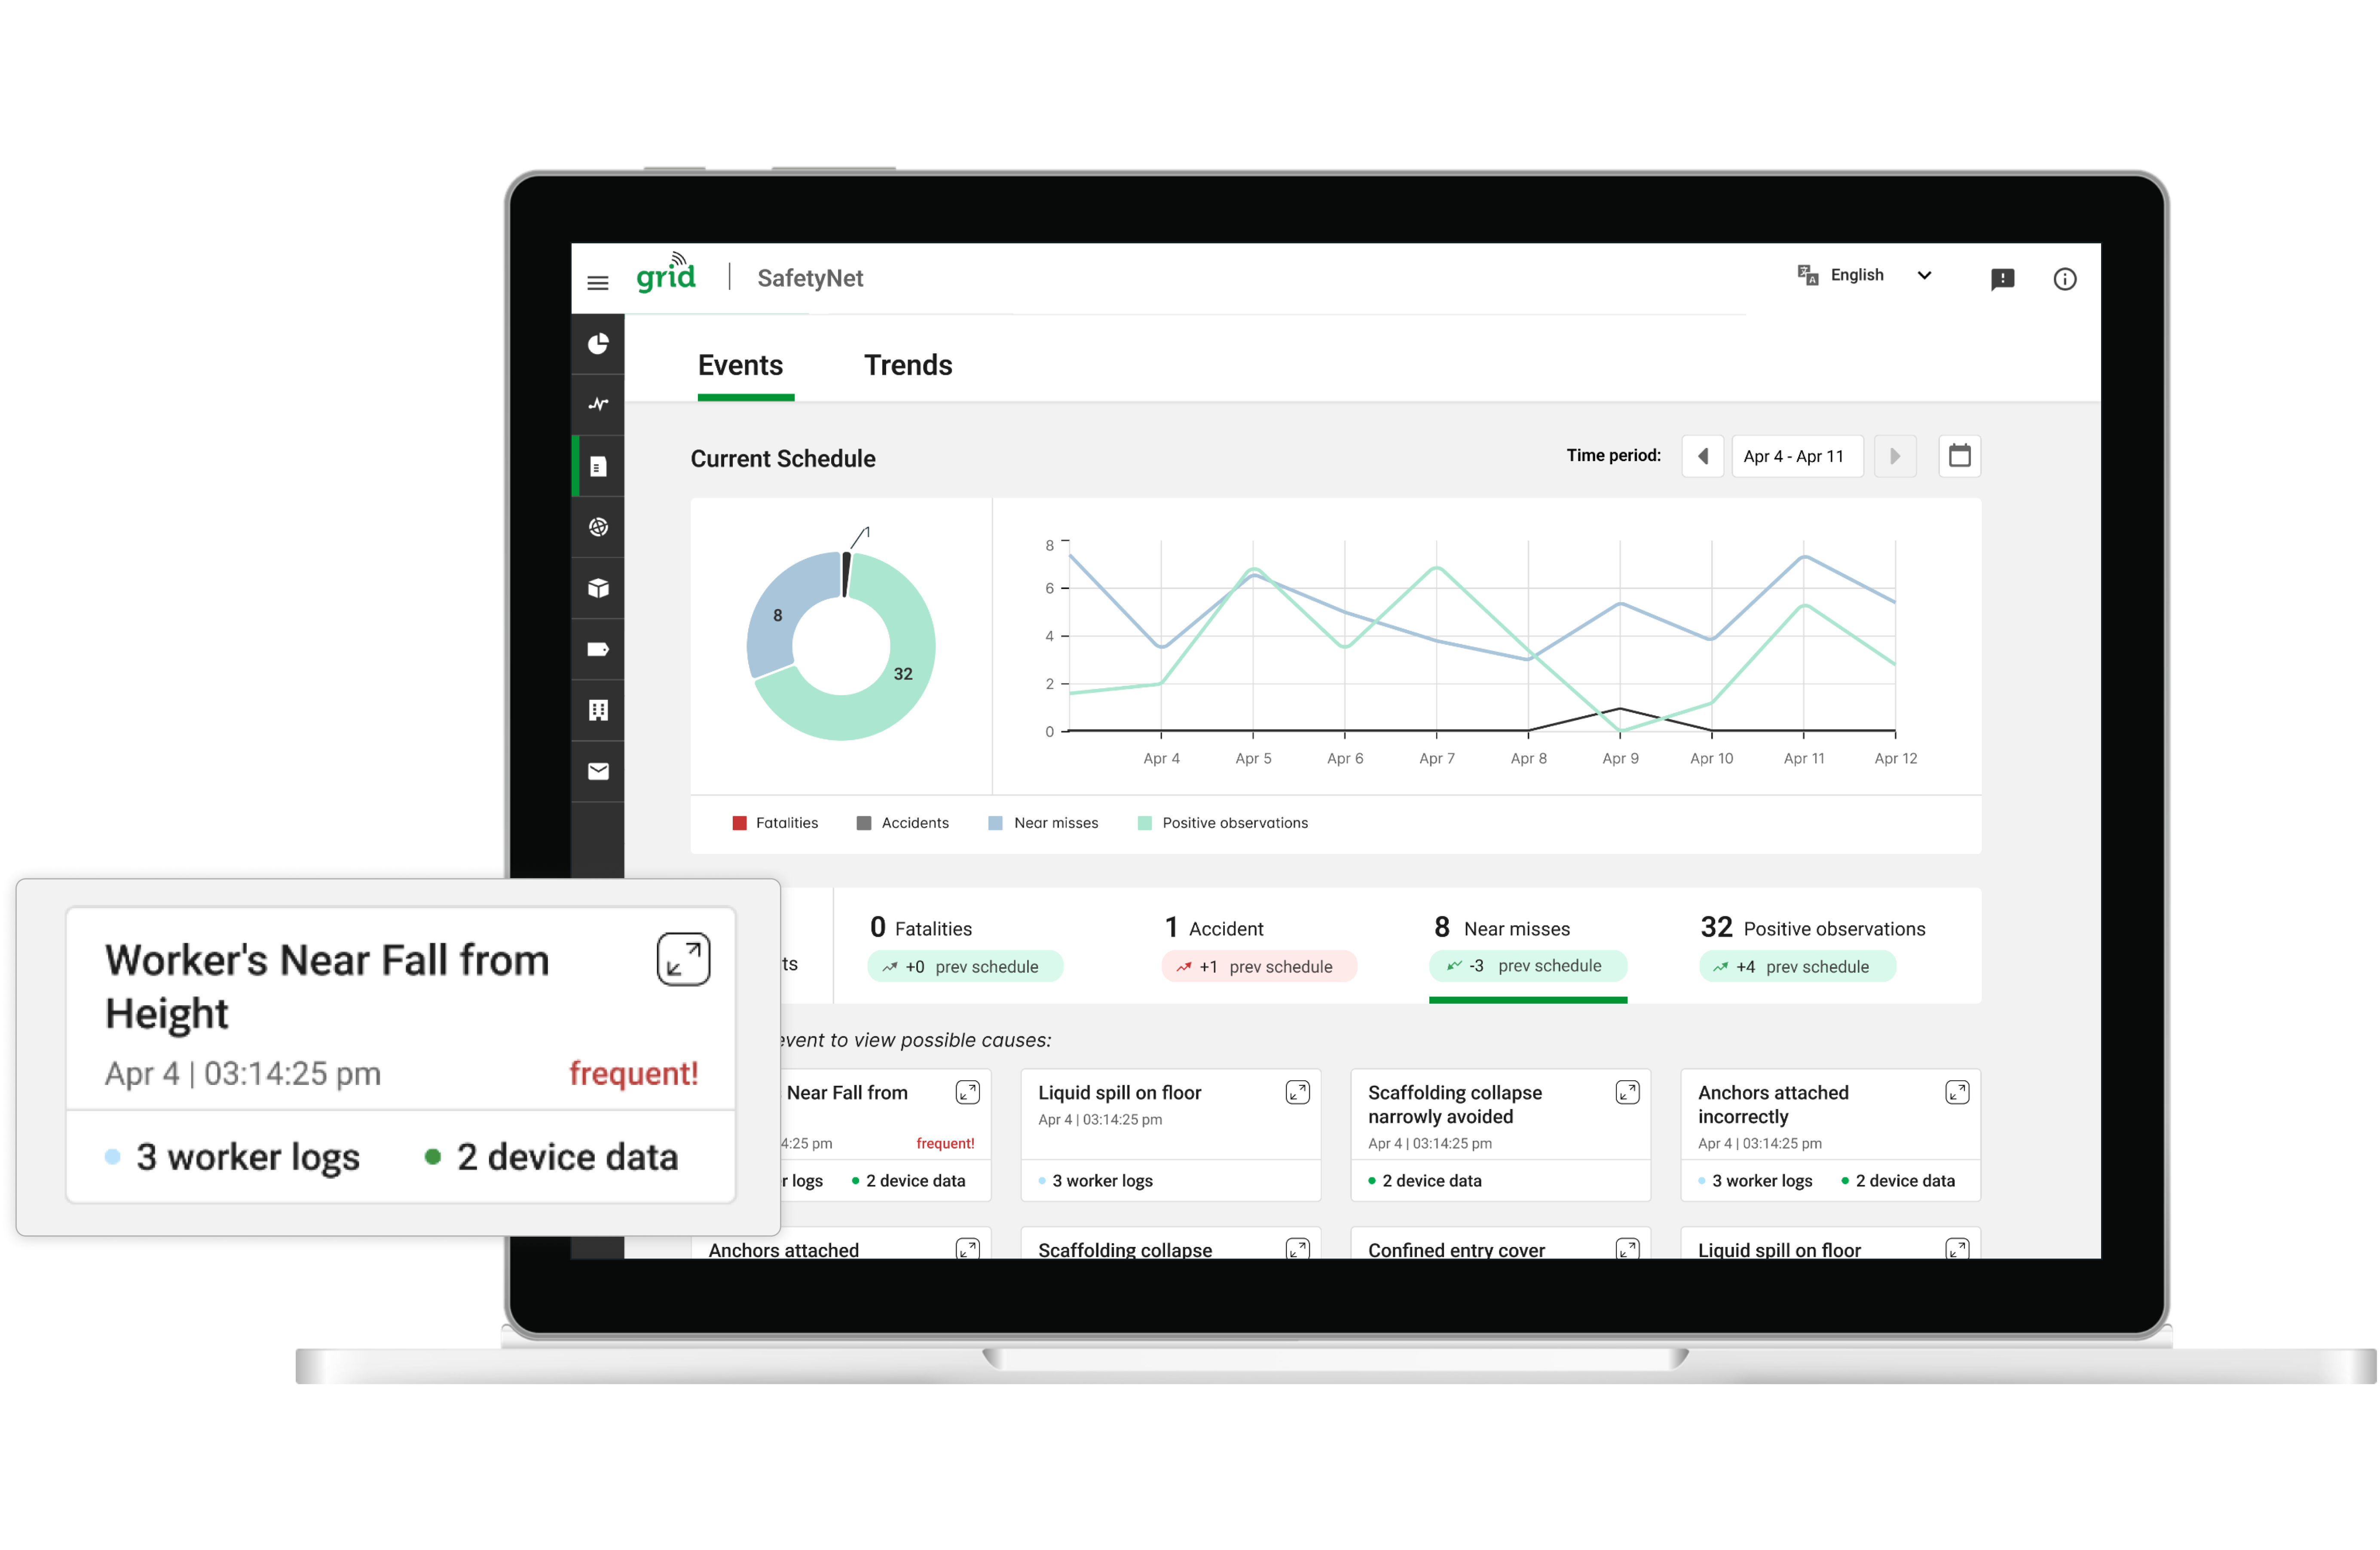 grid
SafetyNet
English
Events
Trends
Current Schedule
Time period:
Apr 4 - Apr 11
1
8
32
8
6
4
2
0
Apr 4
Apr 5
Apr 6
Apr 7
Apr 8
Apr 9
Apr 10
Apr 11
Apr 12
Fatalities
Accidents
Near misses
Positive observations
Worker's Near Fall from
Height
Apr 4 | 03:14:25 pm
frequent!
3 worker logs
2 device data
ts
0 Fatalities
+0 prev schedule
1 Accident
+1 prev schedule
8 Near misses
-3 prev schedule
32 Positive observations
+4 prev schedule
event to view possible causes:
Near Fall from
4:25 pm
frequent!
r logs
2 device data
Liquid spill on floor
Apr 4 | 03:14:25 pm
3 worker logs
Scaffolding collapse
narrowly avoided
Apr 4 | 03:14:25 pm
2 device data
Anchors attached
incorrectly
Apr 4 | 03:14:25 pm
3 worker logs
2 device data
Anchors attached
Scaffolding collapse
Confined entry cover
Liquid spill on floor